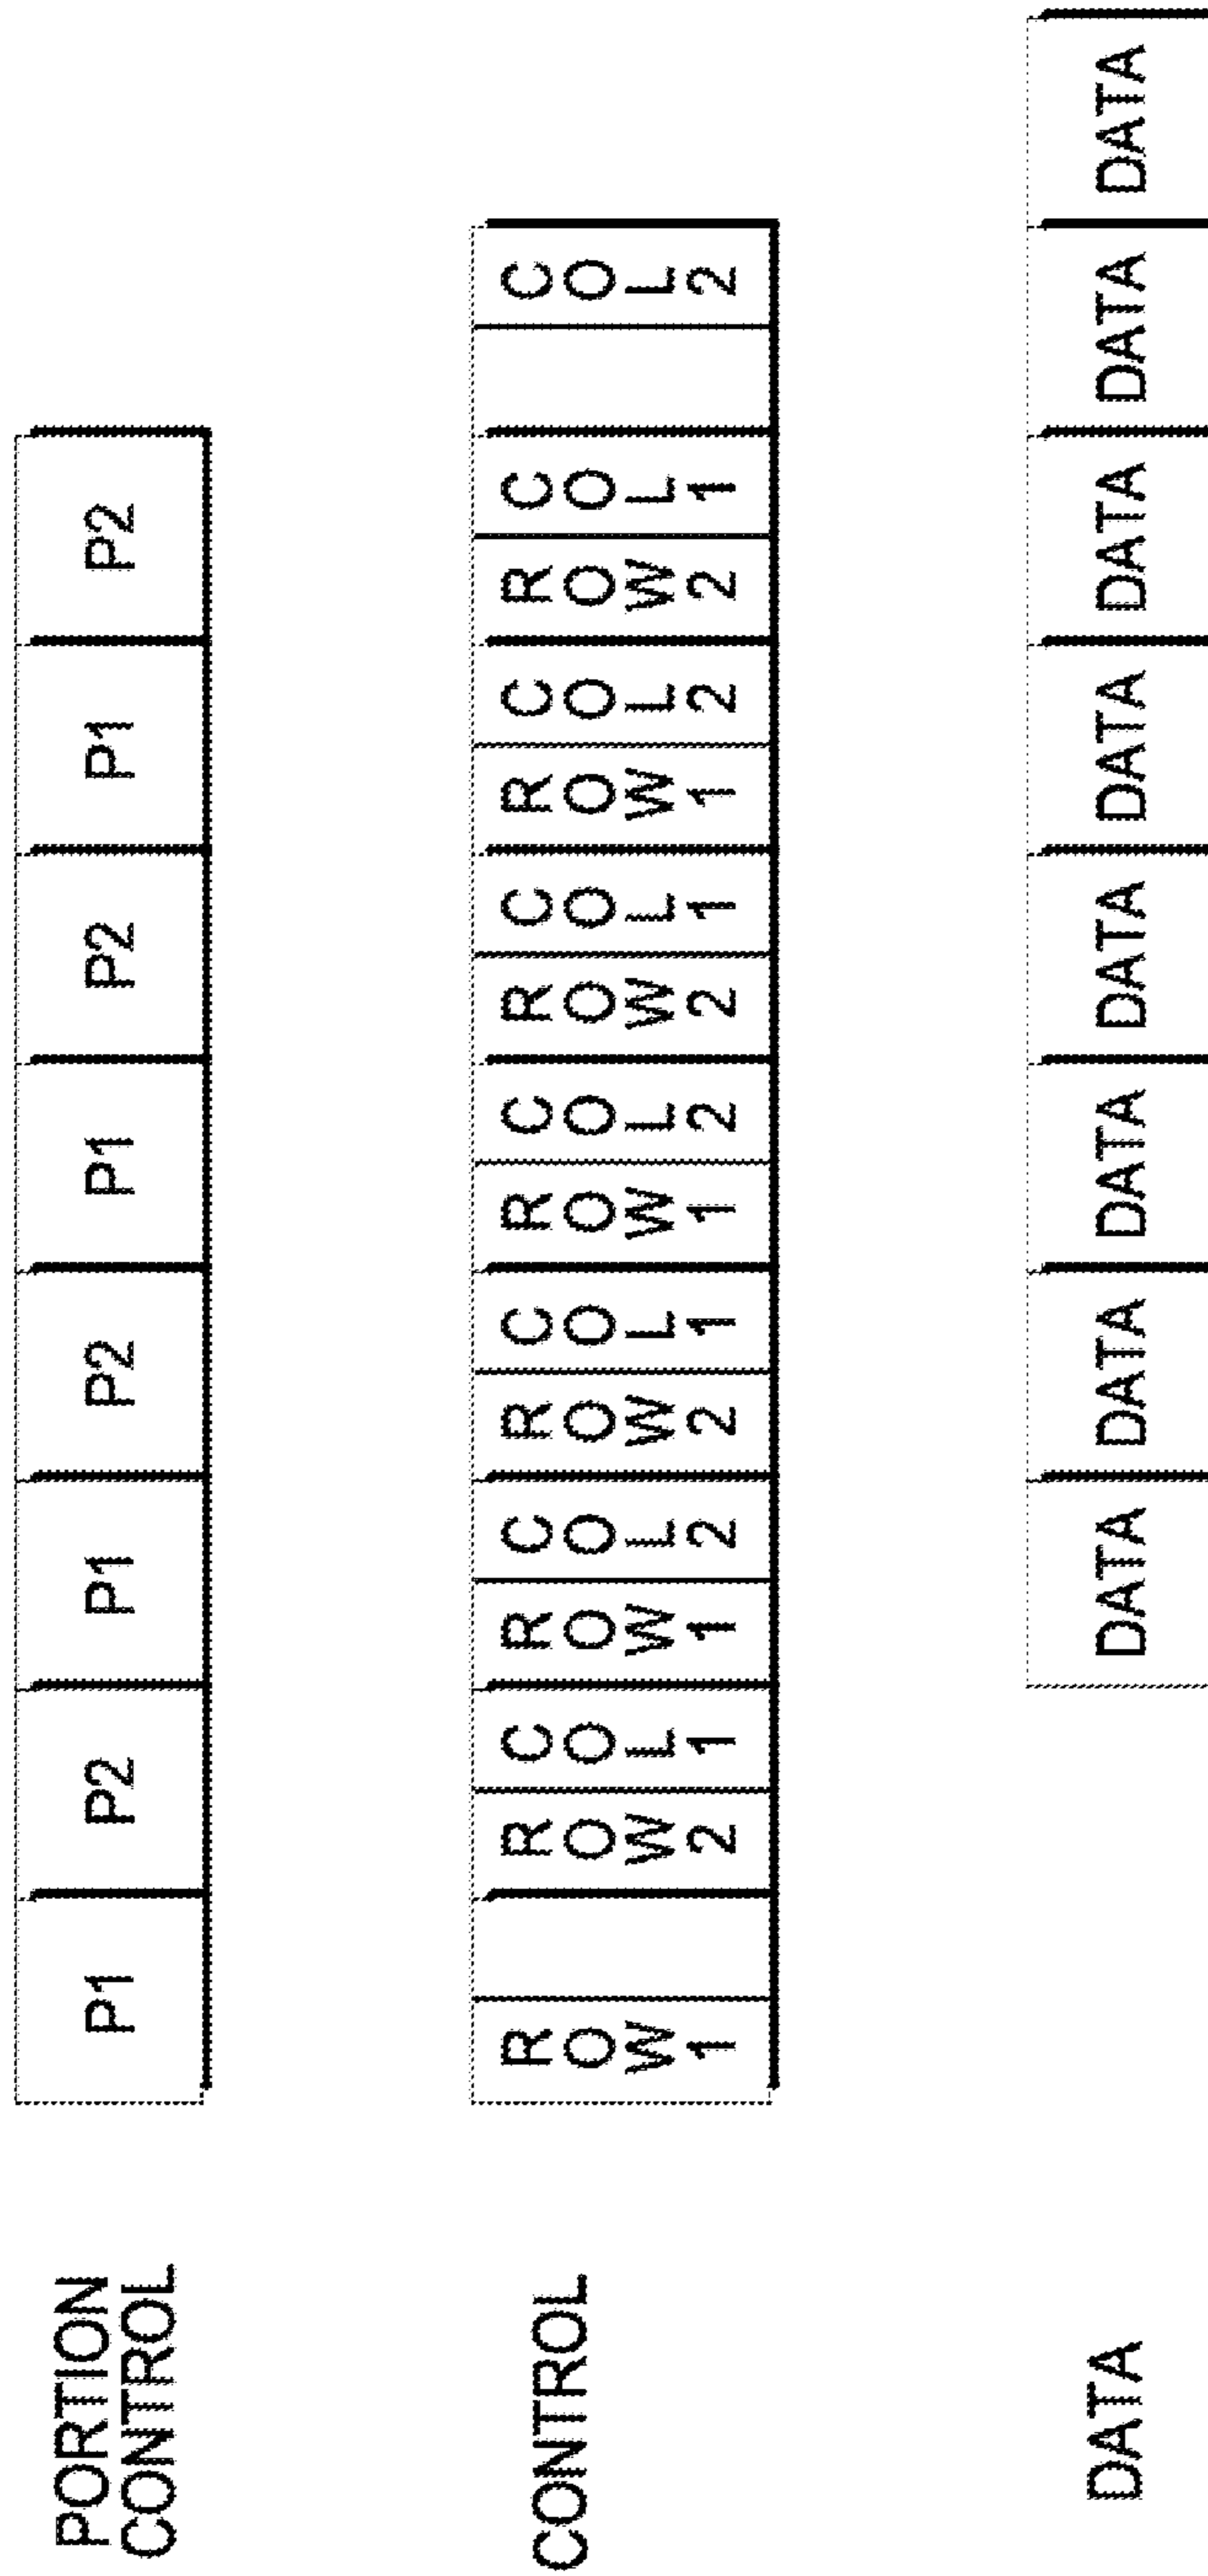 PORTION
CONTROL
P1 P2 P1 P2 P1 P2 P1 P2
CONTROL
ROW1 ROW2 COL1 ROW1 COL2 ROW2 COL1 ROW1 COL2 ROW2 COL1 ROW1 COL2 ROW2 COL1 COL2
DATA
DATA DATA DATA DATA DATA DATA DATA DATA